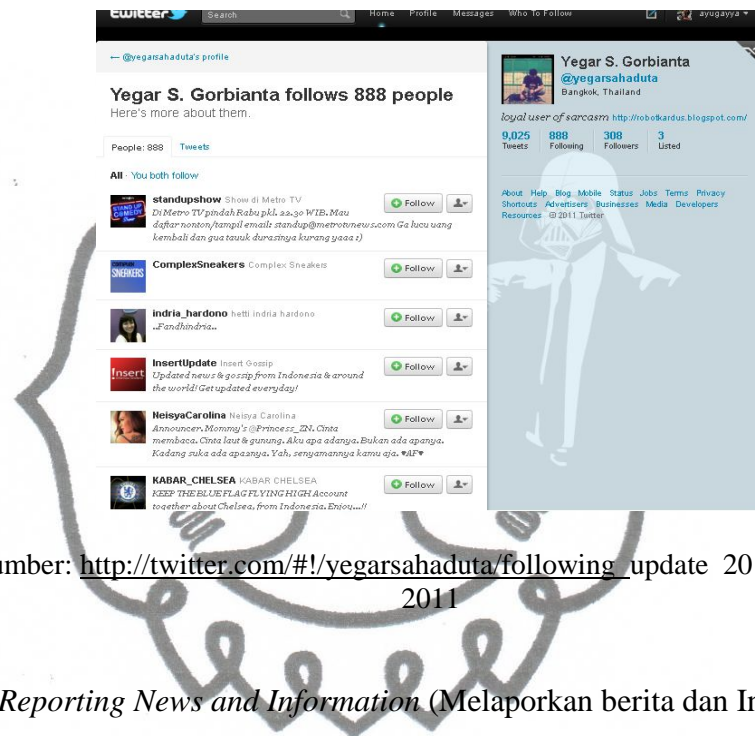 twitter
Search
Home Profile Messages Who To Follow
ayugayya
← @yegarsahaduta's profile
Yegar S. Gorbianta follows 888 people
Here's more about them.
People: 888 Tweets
All · You both follow
standupshow Show di Metro TV
Di Metro TV pindah Rabu pkl. 22.30 WIB. Mau
daftar nonton/tampil email: standup@metrotvnews.com Ga lucu uang
kembali dan gua tauuk durasinya kurang yaaa :)
Follow
ComplexSneakers Complex Sneakers
Follow
indria_hardono hetti indria hardono
..Fandhindria..
Follow
InsertUpdate Insert Gossip
Updated news & gossip from Indonesia & around
the world! Get updated everyday!
Follow
NeisyaCarolina Neisya Carolina
Announcer. Mommy's @Princess_ZN. Cinta
membaca. Cinta laut & gunung. Aku apa adanya. Bukan ada apanya.
Kadang suka ada apa2nya. Yah, senyamannya kamu aja. ♥AF♥
Follow
KABAR_CHELSEA KABAR CHELSEA
KEEP THE BLUE FLAG FLYING HIGH Account
together about Chelsea, from Indonesia. Enjoy...!!
Follow
Yegar S. Gorbianta
@yegarsahaduta
Bangkok, Thailand
loyal user of sarcasm http://robotkardus.blogspot.com/
9,025 888 308 3
Tweets Following Followers Listed
About Help Blog Mobile Status Jobs Terms Privacy
Shortcuts Advertisers Businesses Media Developers
Resources © 2011 Twitter
umber: http://twitter.com/#!/yegarsahaduta/following update 20
2011
Reporting News and Information (Melaporkan berita dan In